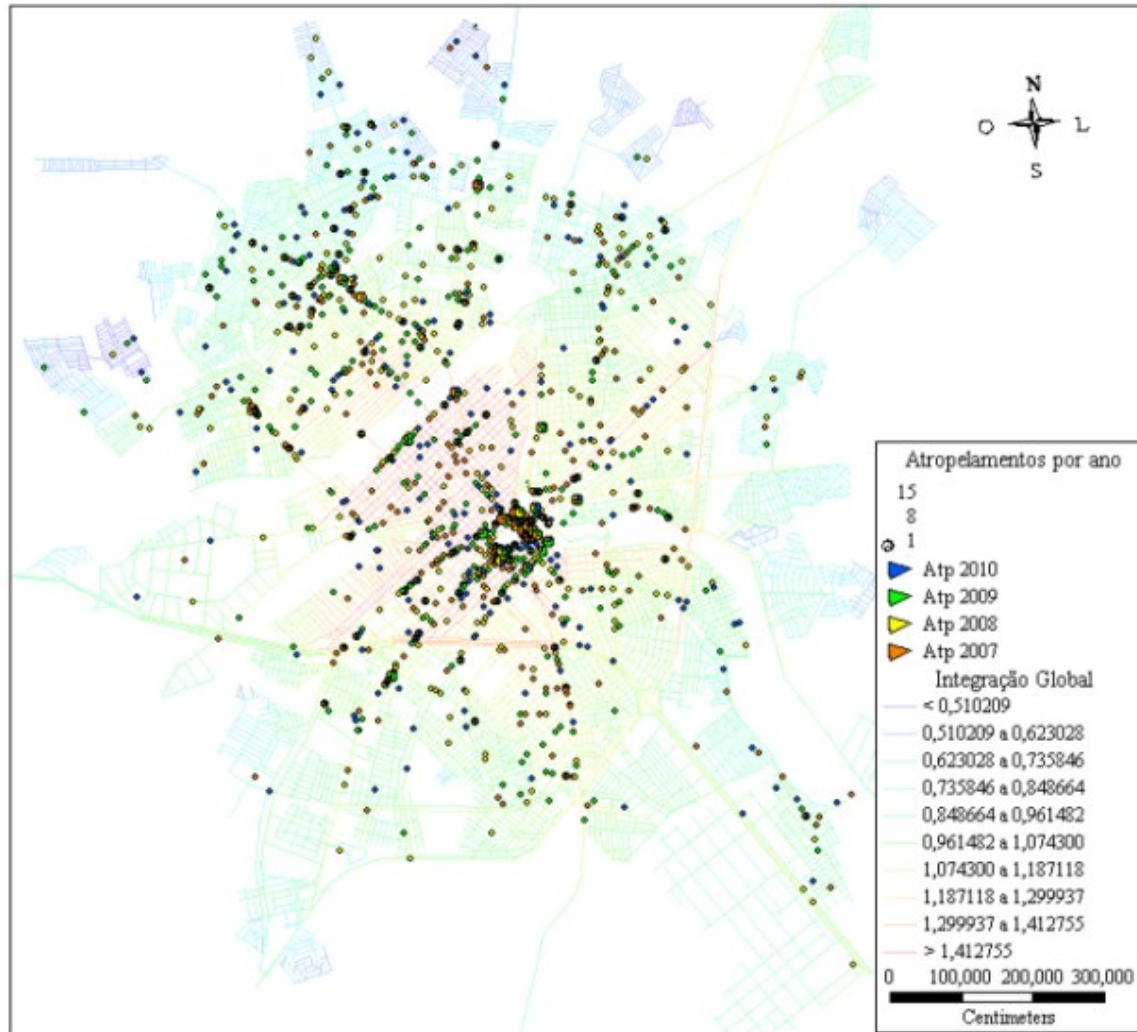 N
O L
S
Atropelamentos por ano
15
8
1
Atp 2010
Atp 2009
Atp 2008
Atp 2007
Integração Global
< 0,510209
0,510209 a 0,623028
0,623028 a 0,735846
0,735846 a 0,848664
0,848664 a 0,961482
0,961482 a 1,074300
1,074300 a 1,187118
1,187118 a 1,299937
1,299937 a 1,412755
> 1,412755
0 100,000 200,000 300,000
Centimeters